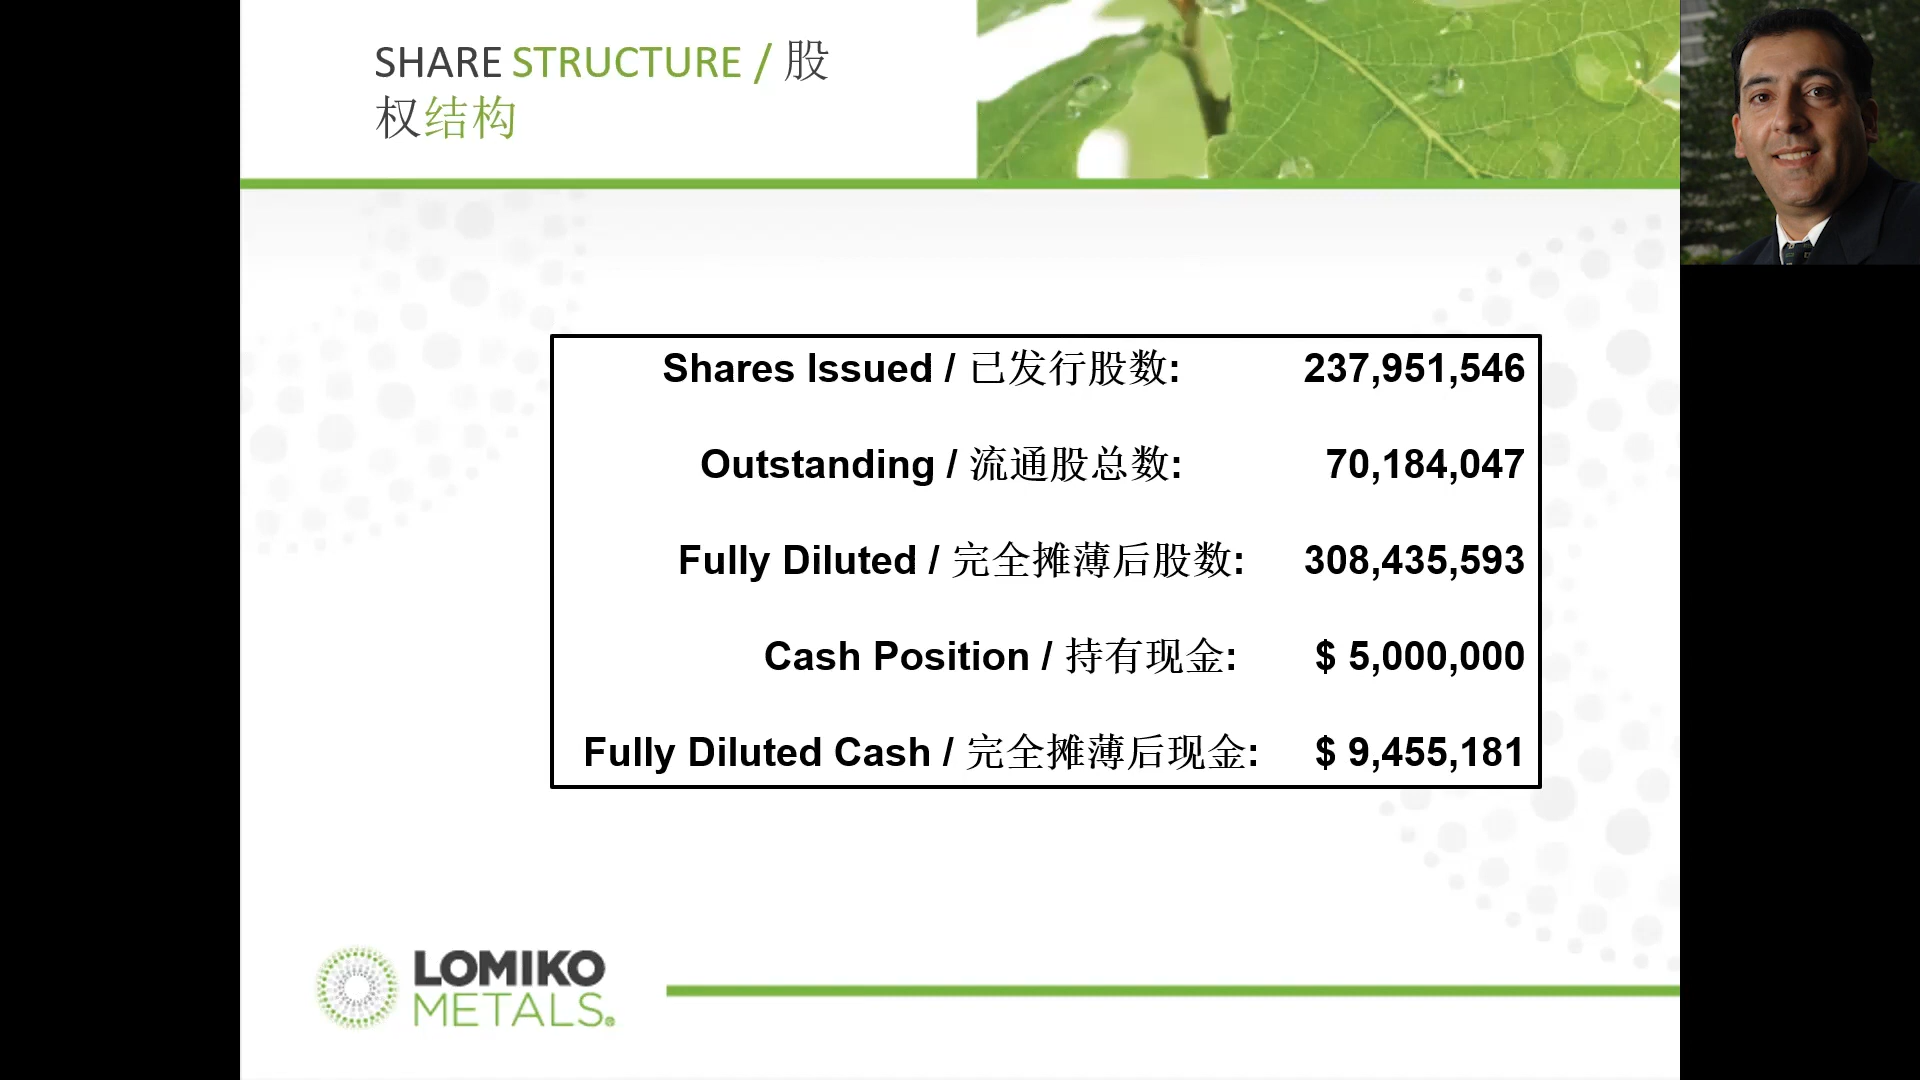 SHARE STRUCTURE / 股
权结构
Shares Issued / 已发行股数: 237,951,546
Outstanding / 流通股总数: 70,184,047
Fully Diluted / 完全摊薄后股数: 308,435,593
Cash Position / 持有现金: $ 5,000,000
Fully Diluted Cash / 完全摊薄后现金: $ 9,455,181
LOMIKO
METALS®